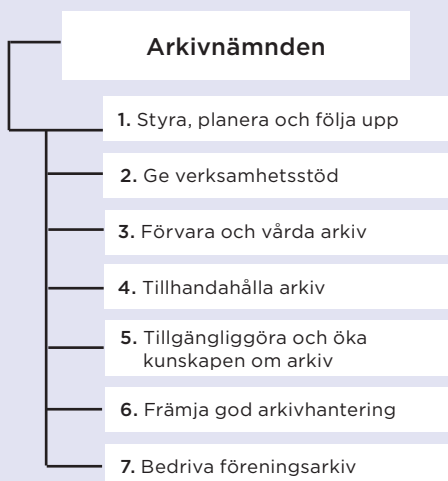 Arkivnämnden
1. Styra, planera och följa upp
2. Ge verksamhetsstöd
3. Förvara och vårda arkiv
4. Tillhandahålla arkiv
5. Tillgängliggöra och öka
kunskapen om arkiv
6. Främja god arkivhantering
7. Bedriva föreningsarkiv